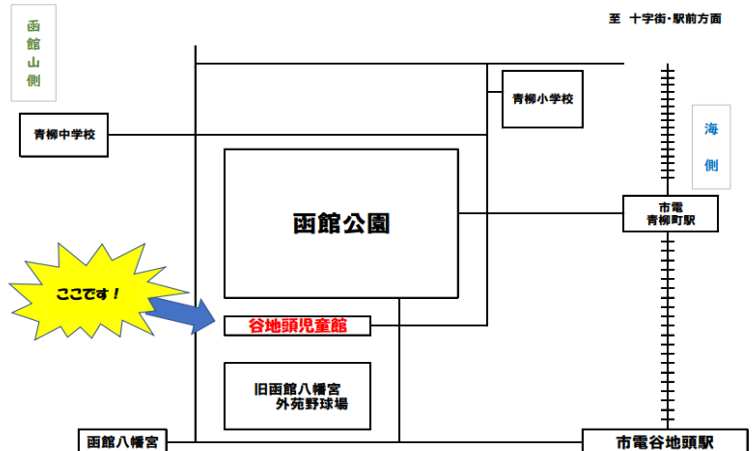 至 十字街・駅前方面
函館山側
青柳小学校
青柳中学校
海側
市電
青柳町駅
函館公園
ここです！
谷地頭児童館
旧函館八幡宮
外苑野球場
函館八幡宮
市電谷地頭駅